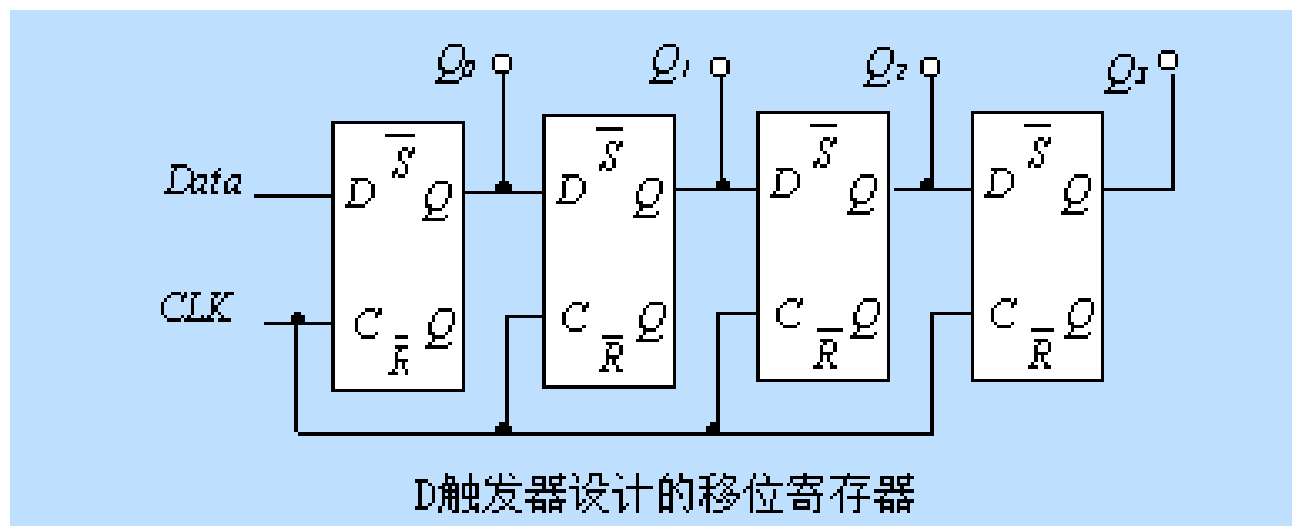 Q₀ Q₁ Q₂ Q₃
S̅ S̅ S̅ S̅
Data D Q D Q D Q D Q
CLK C Q C Q C Q C Q
R̅ R̅ R̅ R̅
D触发器设计的移位寄存器